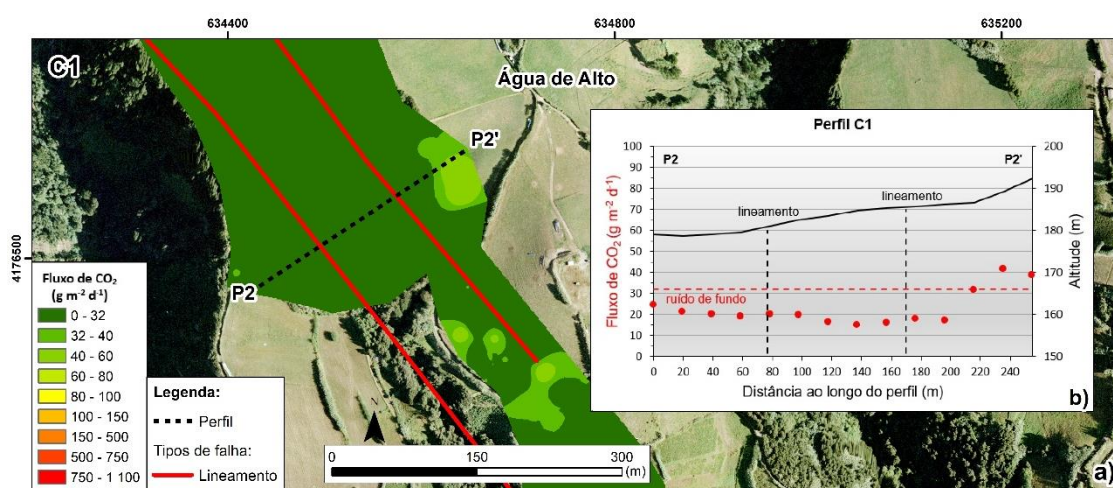 634400
634800
635200
C1
Água de Alto
P2'
P2
4176500
Fluxo de CO₂
(g m⁻² d⁻¹)
0 - 32
32 - 40
40 - 60
60 - 80
80 - 100
100 - 150
150 - 500
500 - 750
750 - 1 100
Legenda:
Perfil
Tipos de falha:
Lineamento
0 150 300
(m)
a)
Perfil C1
P2 P2'
lineamento
lineamento
ruído de fundo
Fluxo de CO₂ (g m⁻² d⁻¹)
100
90
80
70
60
50
40
30
20
10
0
200
190
180
170
160
150
Altitude (m)
0 20 40 60 80 100 120 140 160 180 200 220 240
Distância ao longo do perfil (m)
b)